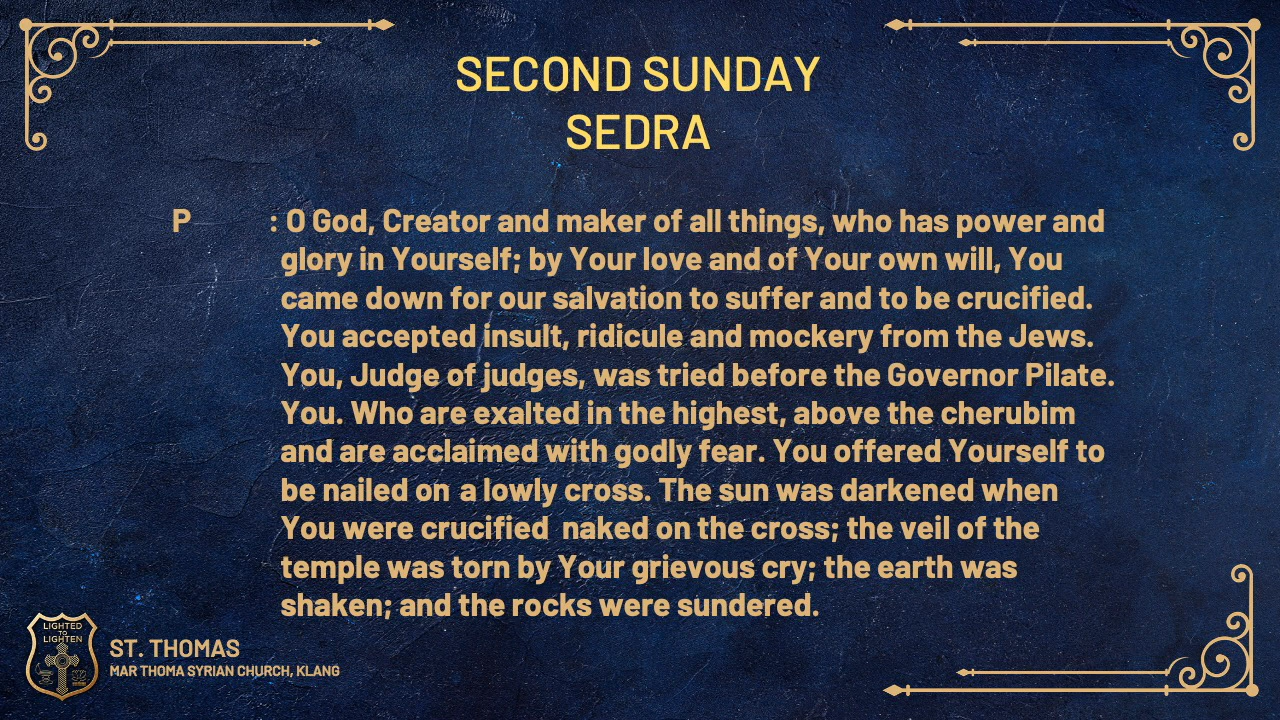 SECOND SUNDAY
SEDRA
P : O God, Creator and maker of all things, who has power and
glory in Yourself; by Your love and of Your own will, You
came down for our salvation to suffer and to be crucified.
You accepted insult, ridicule and mockery from the Jews.
You, Judge of judges, was tried before the Governor Pilate.
You. Who are exalted in the highest, above the cherubim
and are acclaimed with godly fear. You offered Yourself to
be nailed on a lowly cross. The sun was darkened when
You were crucified naked on the cross; the veil of the
temple was torn by Your grievous cry; the earth was
shaken; and the rocks were sundered.
LIGHTED
TO
LIGHTEN
ST. THOMAS
MAR THOMA SYRIAN CHURCH, KLANG